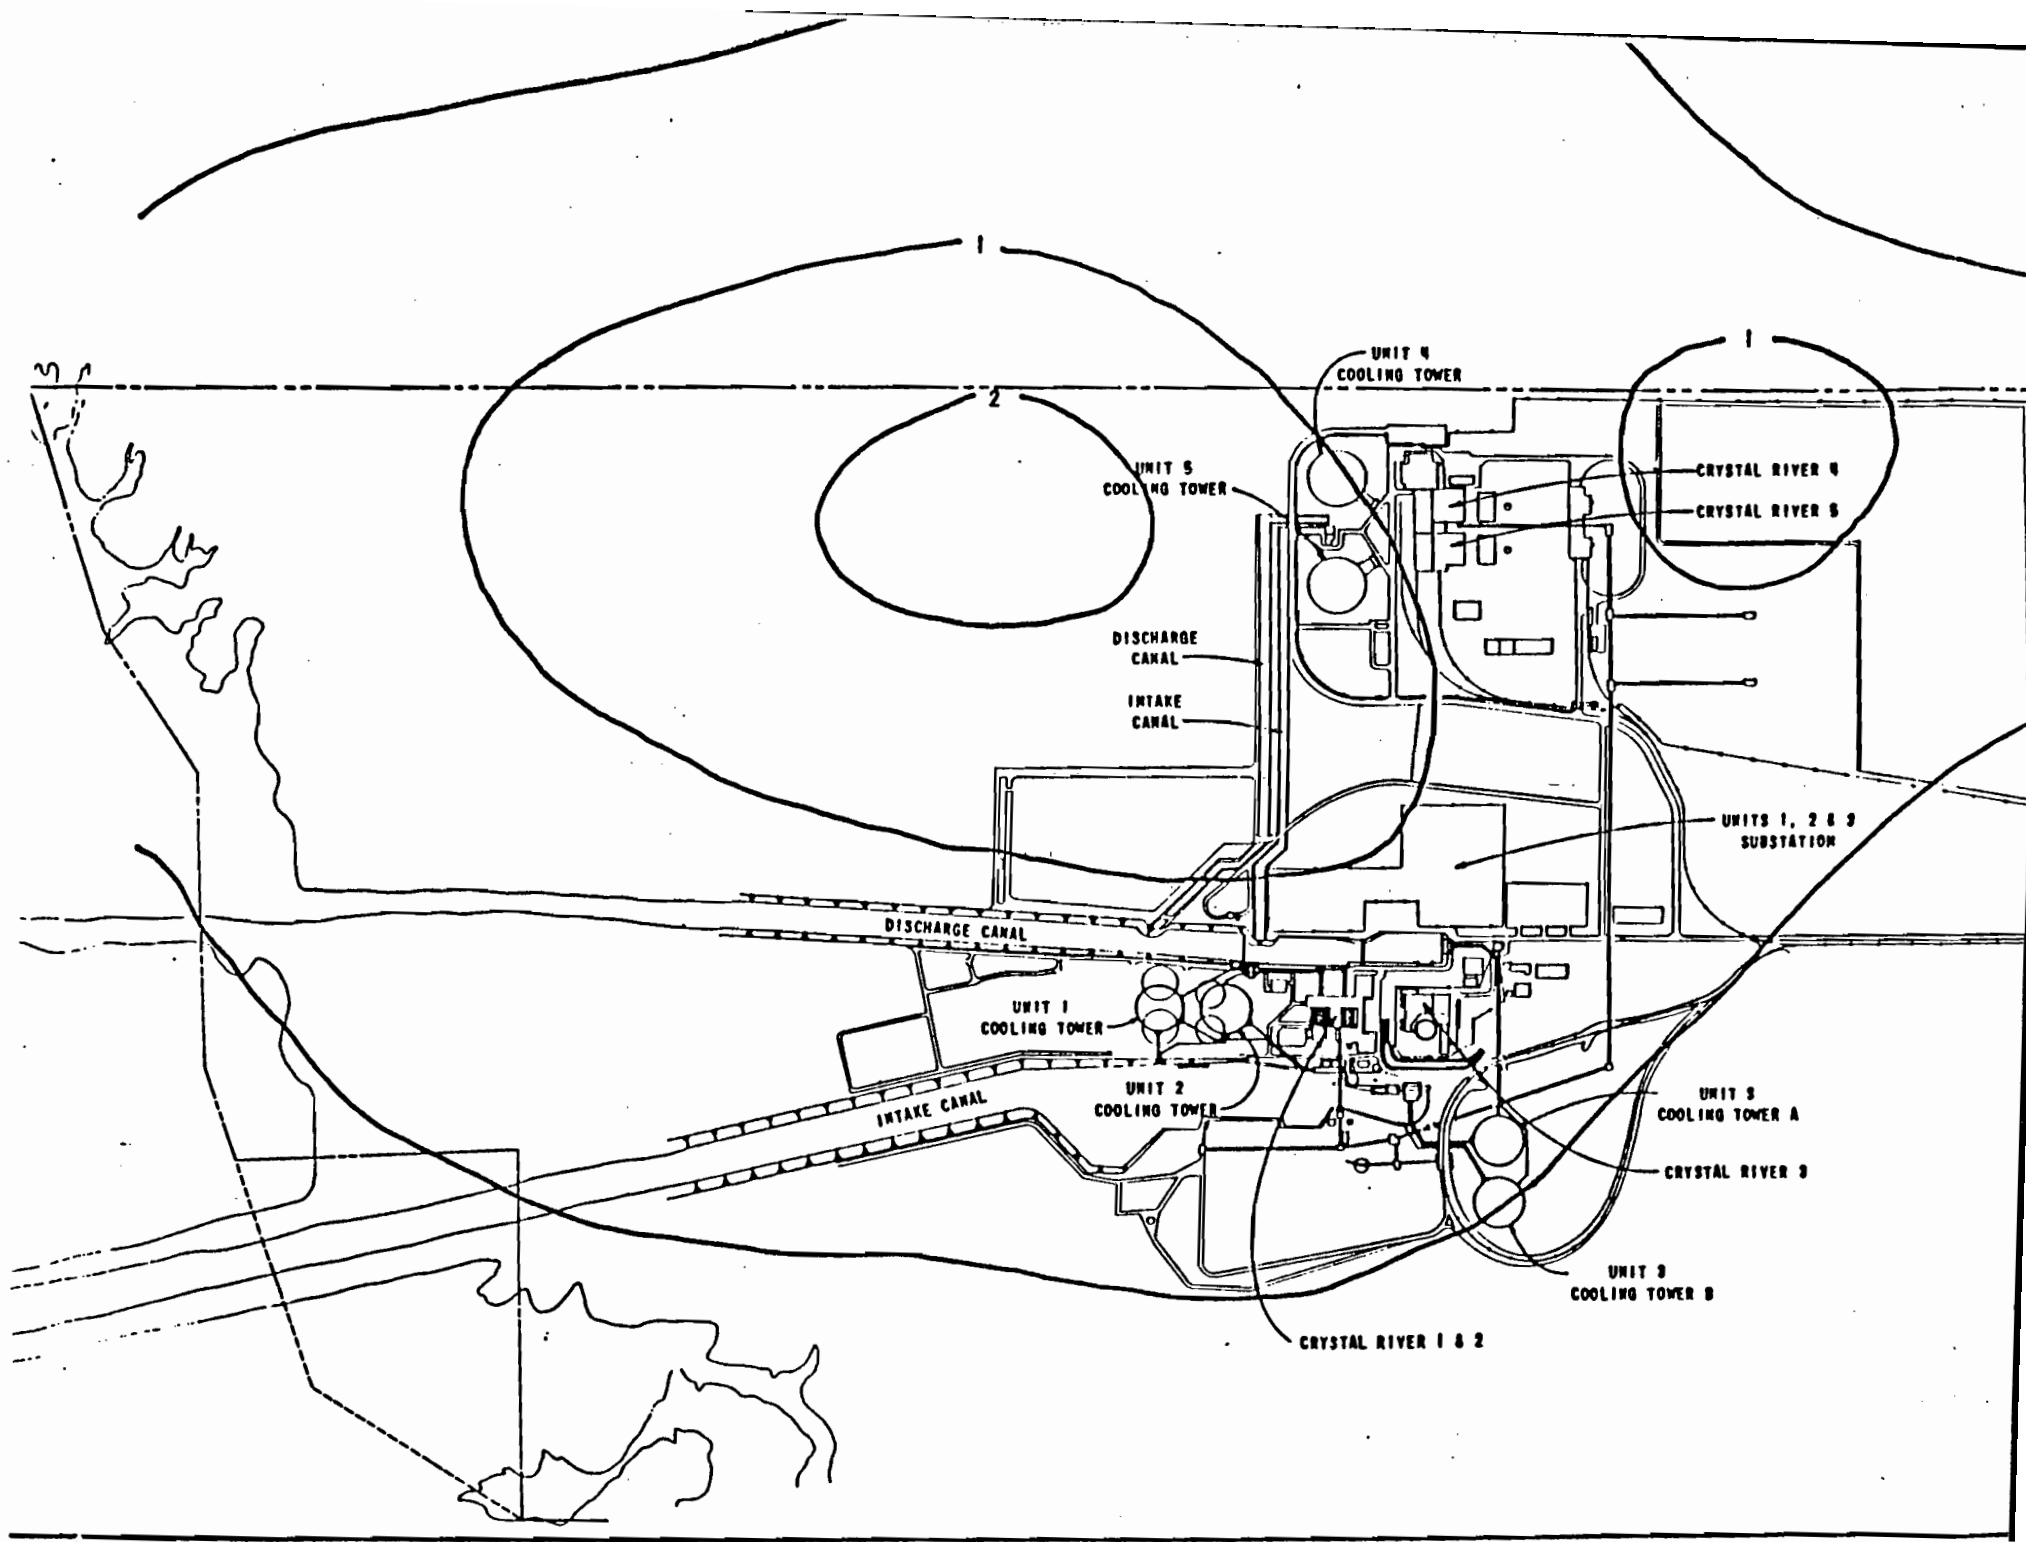 1
UNIT 4
COOLING TOWER
1
2
UNIT 5
COOLING TOWER
CRYSTAL RIVER 4
CRYSTAL RIVER 5
DISCHARGE
CANAL
INTAKE
CANAL
UNITS 1, 2 & 3
SUBSTATION
DISCHARGE CANAL
UNIT 1
COOLING TOWER
UNIT 2
COOLING TOWER
INTAKE CANAL
UNIT 3
COOLING TOWER A
CRYSTAL RIVER 3
UNIT 3
COOLING TOWER B
CRYSTAL RIVER 1 & 2